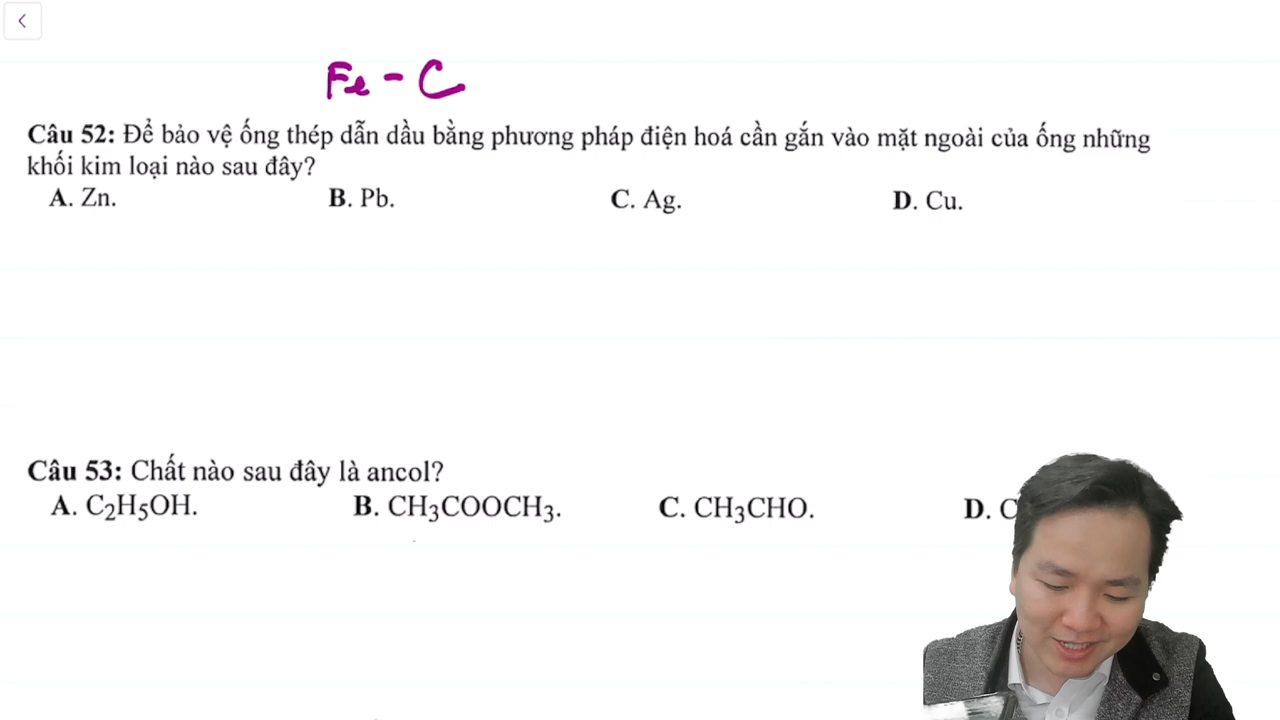 Fe - C
Câu 52: Để bảo vệ ống thép dẫn dầu bằng phương pháp điện hoá cần gắn vào mặt ngoài của ống những
khối kim loại nào sau đây?
A. Zn. B. Pb. C. Ag. D. Cu.
Câu 53: Chất nào sau đây là ancol?
A. C₂H₅OH. B. CH₃COOCH₃. C. CH₃CHO. D.